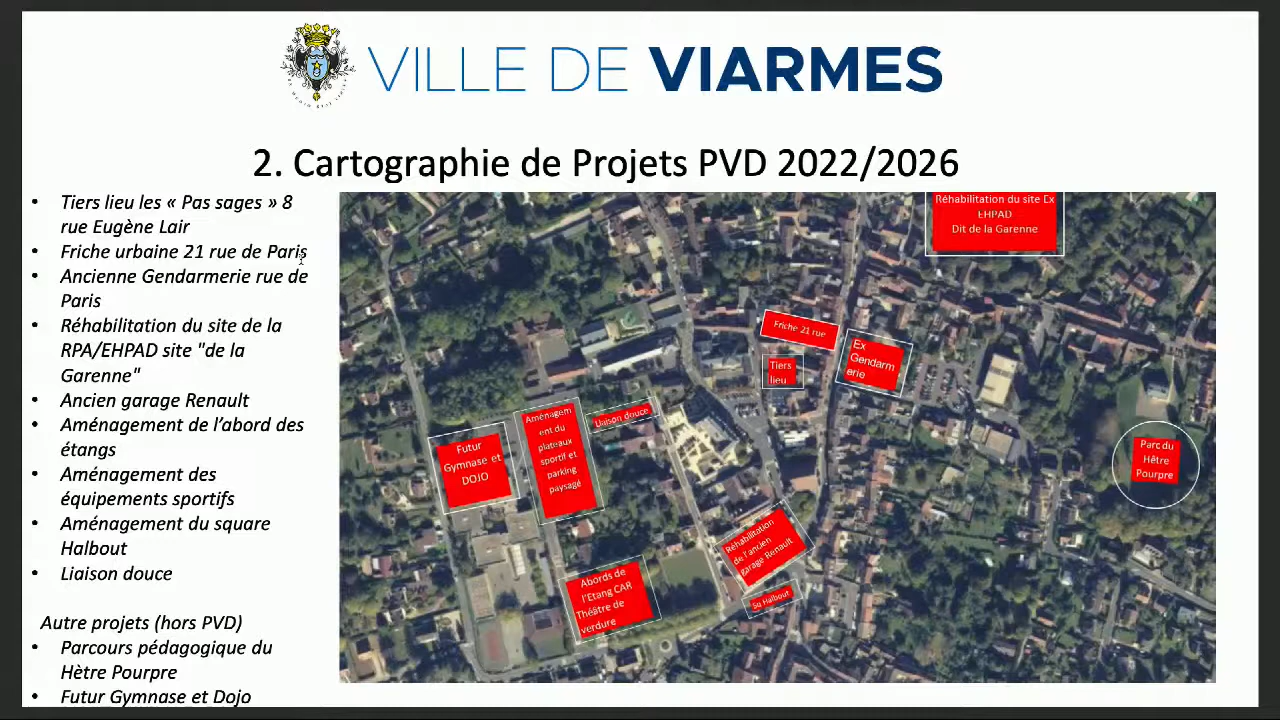 VILLE DE VIARMES
2. Cartographie de Projets PVD 2022/2026
• Tiers lieu les « Pas sages » 8
rue Eugène Lair
• Friche urbaine 21 rue de Paris
• Ancienne Gendarmerie rue de
Paris
• Réhabilitation du site de la
RPA/EHPAD site "de la
Garenne"
• Ancien garage Renault
• Aménagement de l’abord des
étangs
• Aménagement des
équipements sportifs
• Aménagement du square
Halbout
• Liaison douce
Autre projets (hors PVD)
• Parcours pédagogique du
Hètre Pourpre
• Futur Gymnase et Dojo
Réhabilitation du site Ex
EHPAD
Dit de la Garenne
Friche 21 rue
Tiers
lieu
Ex
Gendarm
erie
Liaison douce
Aménagem
ent du
plateaux
sportif et
parking
paysagé
Futur
Gymnase et
DOJO
Parc du
Hêtre
Pourpre
Réhabilitation
de l'ancien
garage Renault
Sq Halbout
Abords de
l'Etang CAR
Théâtre de
verdure